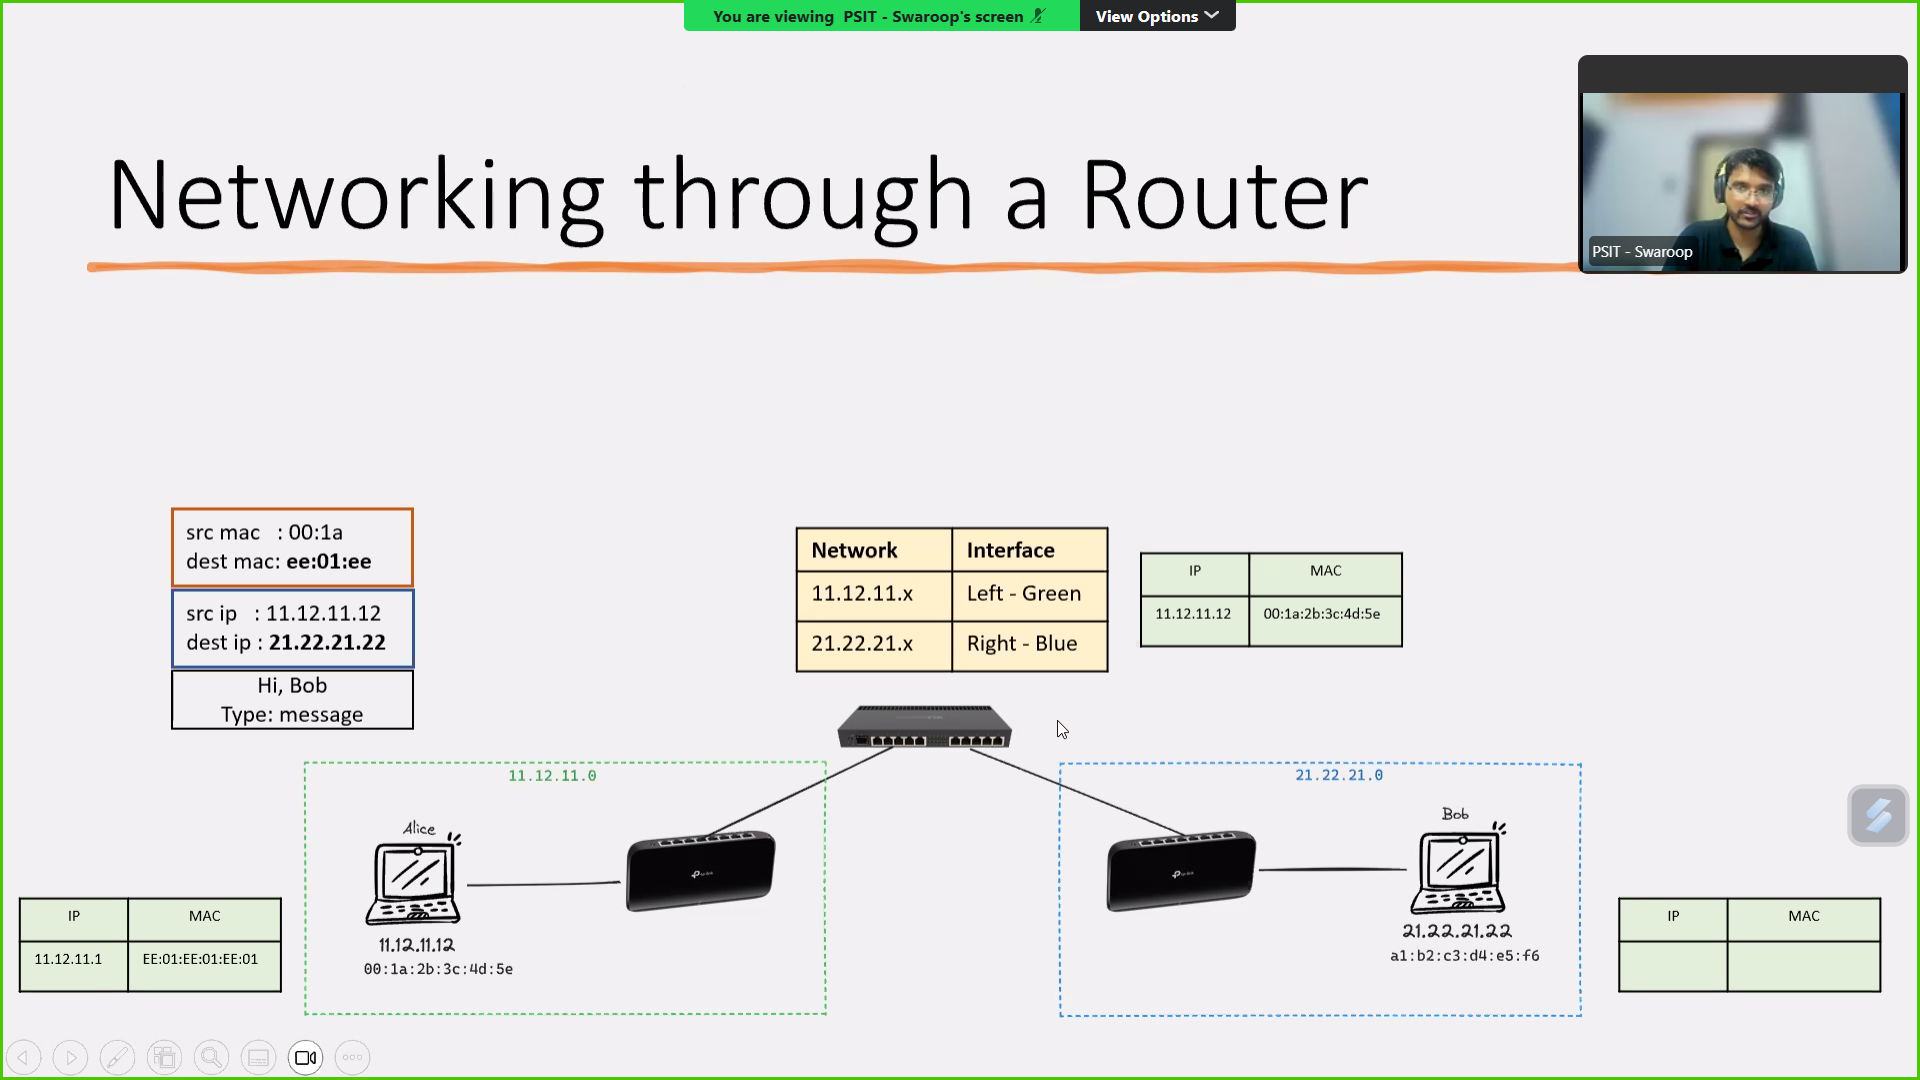 You are viewing PSIT - Swaroop's screen
View Options
Networking through a Router
PSIT - Swaroop
src mac : 00:1a
dest mac: ee:01:ee
src ip : 11.12.11.12
dest ip : 21.22.21.22
Hi, Bob
Type: message
Network Interface
11.12.11.x Left - Green
21.22.21.x Right - Blue
IP MAC
11.12.11.12 00:1a:2b:3c:4d:5e
11.12.11.0
21.22.21.0
Alice
Bob
tp-link
tp-link
11.12.11.12
00:1a:2b:3c:4d:5e
21.22.21.22
a1:b2:c3:d4:e5:f6
IP MAC
11.12.11.1 EE:01:EE:01:EE:01
IP MAC